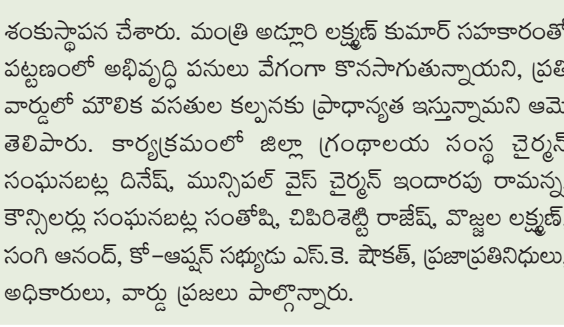 శంకుస్థాపన చేశారు. మంత్రి అడ్లూరి లక్ష్మణ్ కుమార్ సహకారంతో
పట్టణంలో అభివృద్ధి పనులు వేగంగా కొనసాగుతున్నాయని, ప్రతి
వార్డులో మౌలిక వసతుల కల్పనకు ప్రాధాన్యత ఇస్తున్నామని ఆమె
తెలిపారు. కార్యక్రమంలో జిల్లా గ్రంథాలయ సంస్థ చైర్మన్
సంఘనబట్ల దినేష్, మున్సిపల్ వైస్ చైర్మన్ ఇందారపు రామన్న,
కౌన్సిలర్లు సంఘనబట్ల సంతోషి, చిపిరిశెట్టి రాజేష్, వొజ్జల లక్ష్మణ్,
సంగి ఆనంద్, కో-ఆప్షన్ సభ్యుడు ఎస్.కె. షౌకత్, ప్రజాప్రతినిధులు,
అధికారులు, వార్డు ప్రజలు పాల్గొన్నారు.